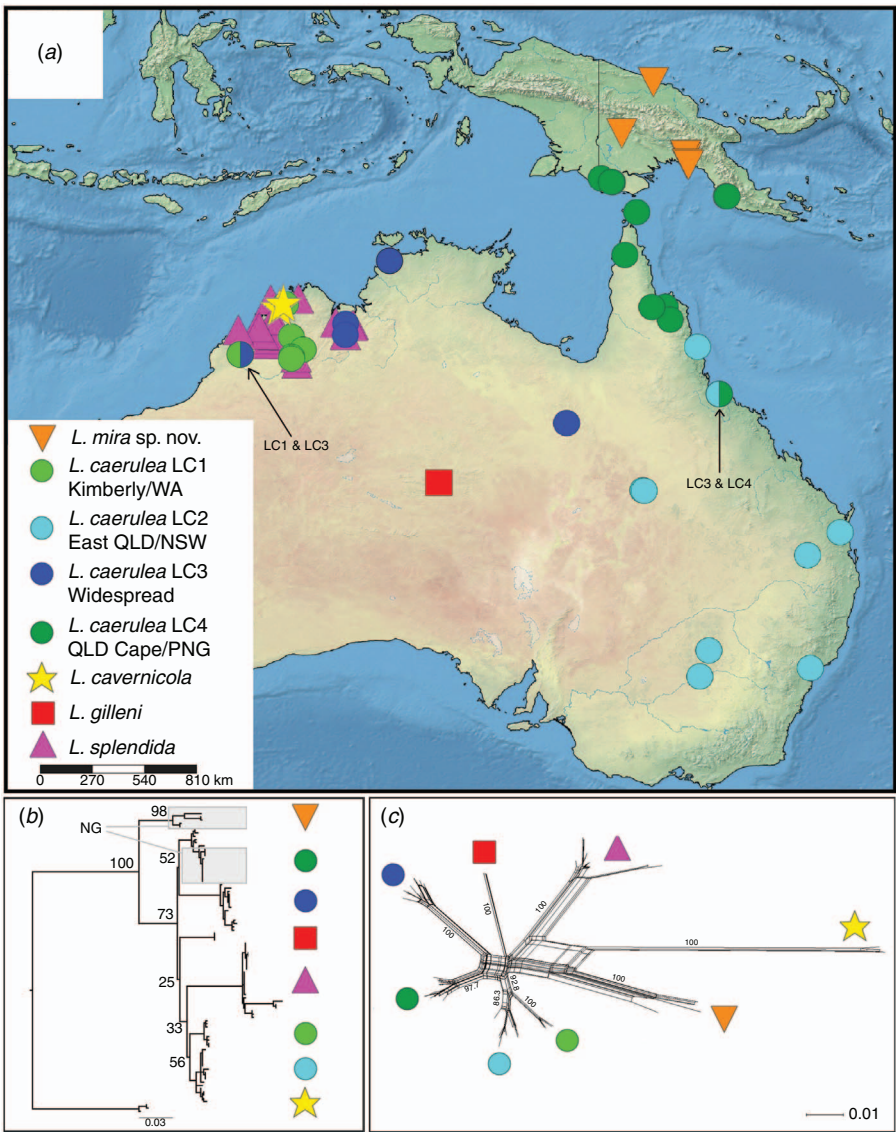 (a)
LC1 & LC3
LC3 & LC4
L. mira sp. nov.
L. caerulea LC1
Kimberly/WA
L. caerulea LC2
East QLD/NSW
L. caerulea LC3
Widespread
L. caerulea LC4
QLD Cape/PNG
L. cavernicola
L. gilleni
L. splendida
0 270 540 810 km
(b)
NG
98
52
100
73
25
33
56
0.03
(c)
100
100
100
100
100
97.7
86.3
92.8
100
0.01